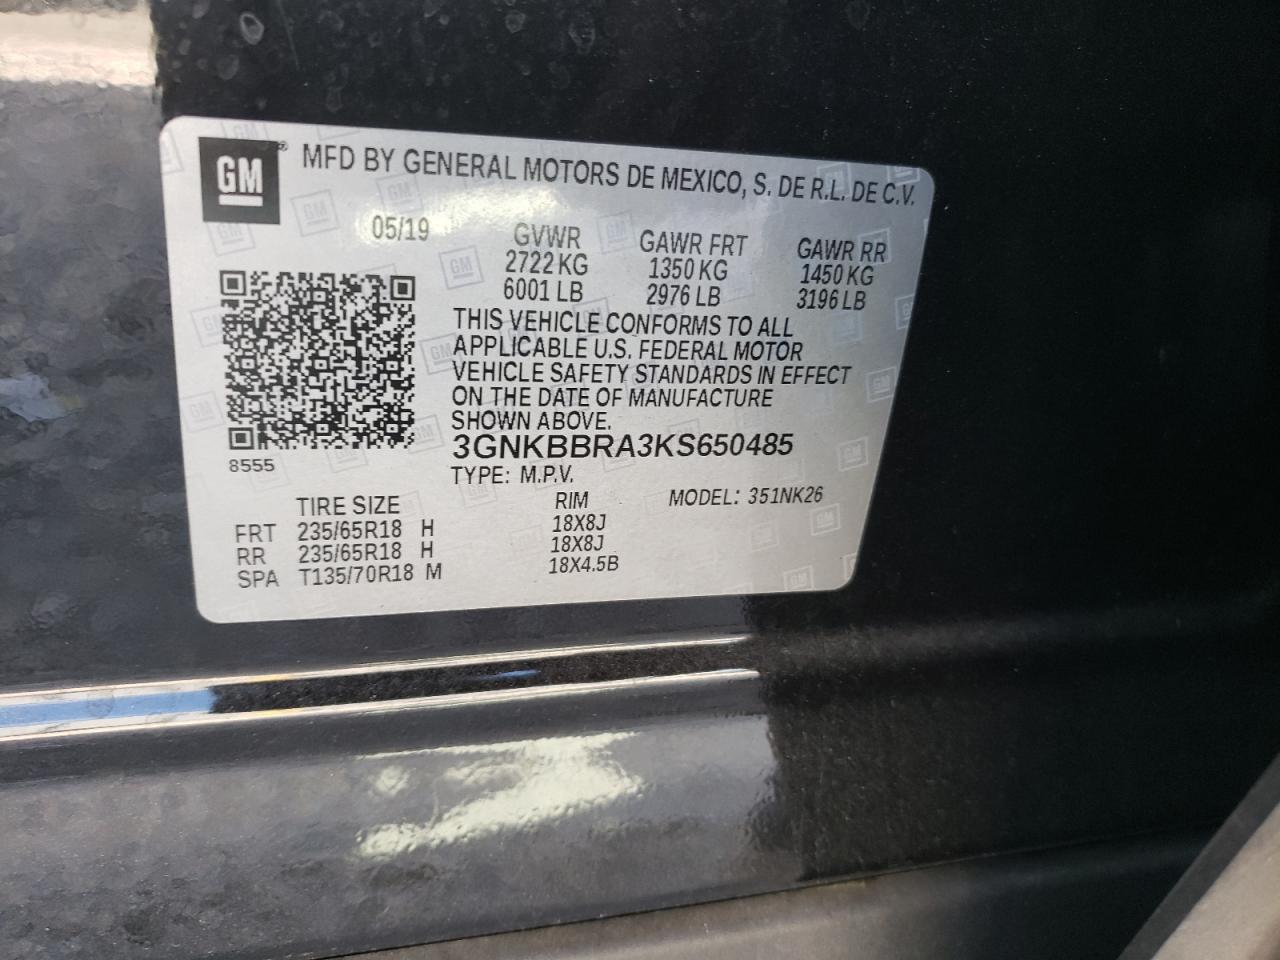 GM® MFD BY GENERAL MOTORS DE MEXICO, S. DE R.L. DE C.V.
05/19
GVWR GAWR FRT GAWR RR
2722 KG 1350 KG 1450 KG
6001 LB 2976 LB 3196 LB
THIS VEHICLE CONFORMS TO ALL
APPLICABLE U.S. FEDERAL MOTOR
VEHICLE SAFETY STANDARDS IN EFFECT
ON THE DATE OF MANUFACTURE
SHOWN ABOVE.
3GNKBBRA3KS650485
8555
TYPE: M.P.V.
TIRE SIZE RIM MODEL: 351NK26
FRT 235/65R18 H 18X8J
RR 235/65R18 H 18X8J
SPA T135/70R18 M 18X4.5B